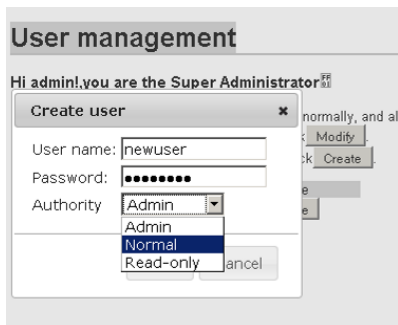 User management
Hi admin!,you are the Super Administrator
Create user
normally, and al
User name: newuser
Modify
Password: ••••••••
Create
Authority Admin
Admin
Normal
Read-only
ancel